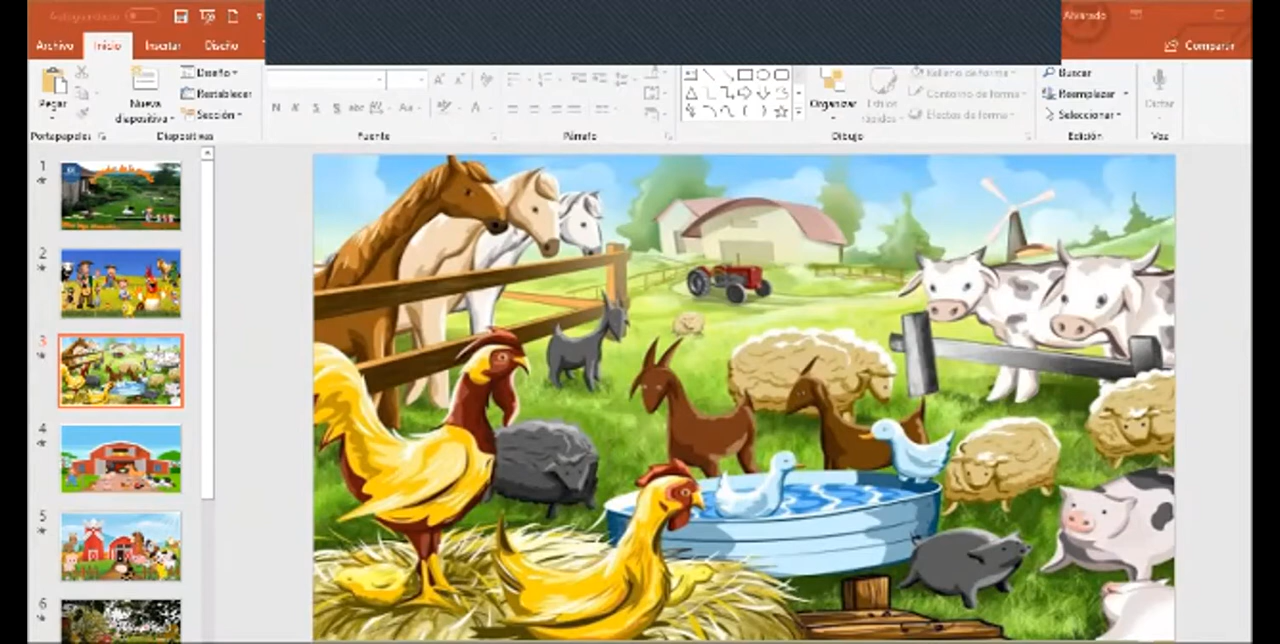 Autoguardado
Alvarado
Archivo Inicio Insertar Diseño
Compartir
Pegar
Nueva
diapositiva
Diseño
Restablecer
Sección
N K S S abc AV Aa A
Organizar
Estilos
rápidos
Relleno de forma
Contorno de forma
Efectos de forma
Buscar
Reemplazar
Seleccionar
Dictar
Portapapeles Diapositivas Fuente Párrafo Dibujo Edición Voz
1
2
3
4
5
6